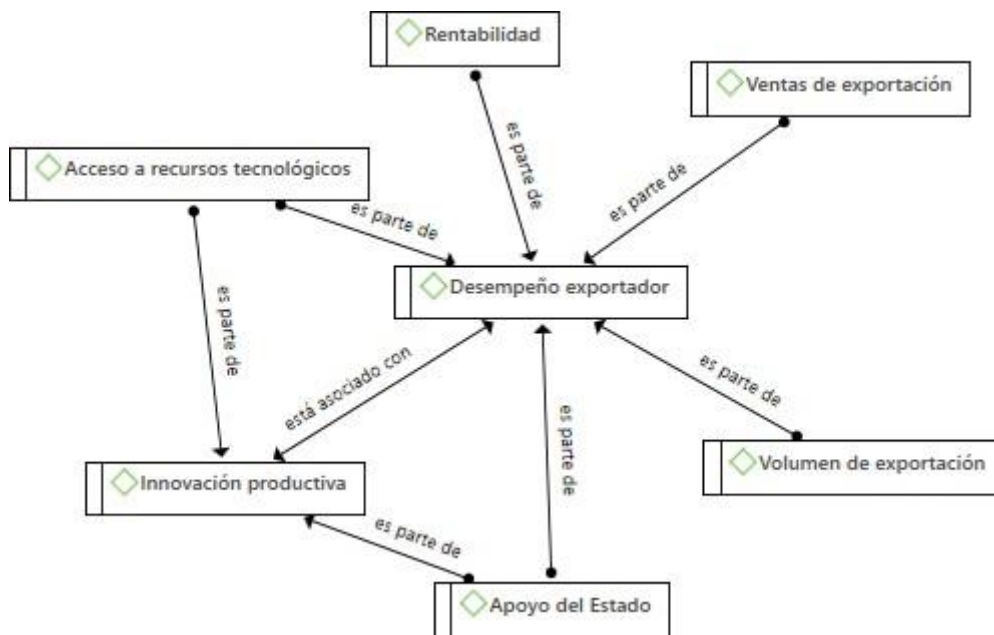 Rentabilidad
Ventas de exportación
es parte de
es parte de
Acceso a recursos tecnológicos
es parte de
Desempeño exportador
es parte de
está asociado con
es parte de
es parte de
Innovación productiva
Volumen de exportación
es parte de
Apoyo del Estado